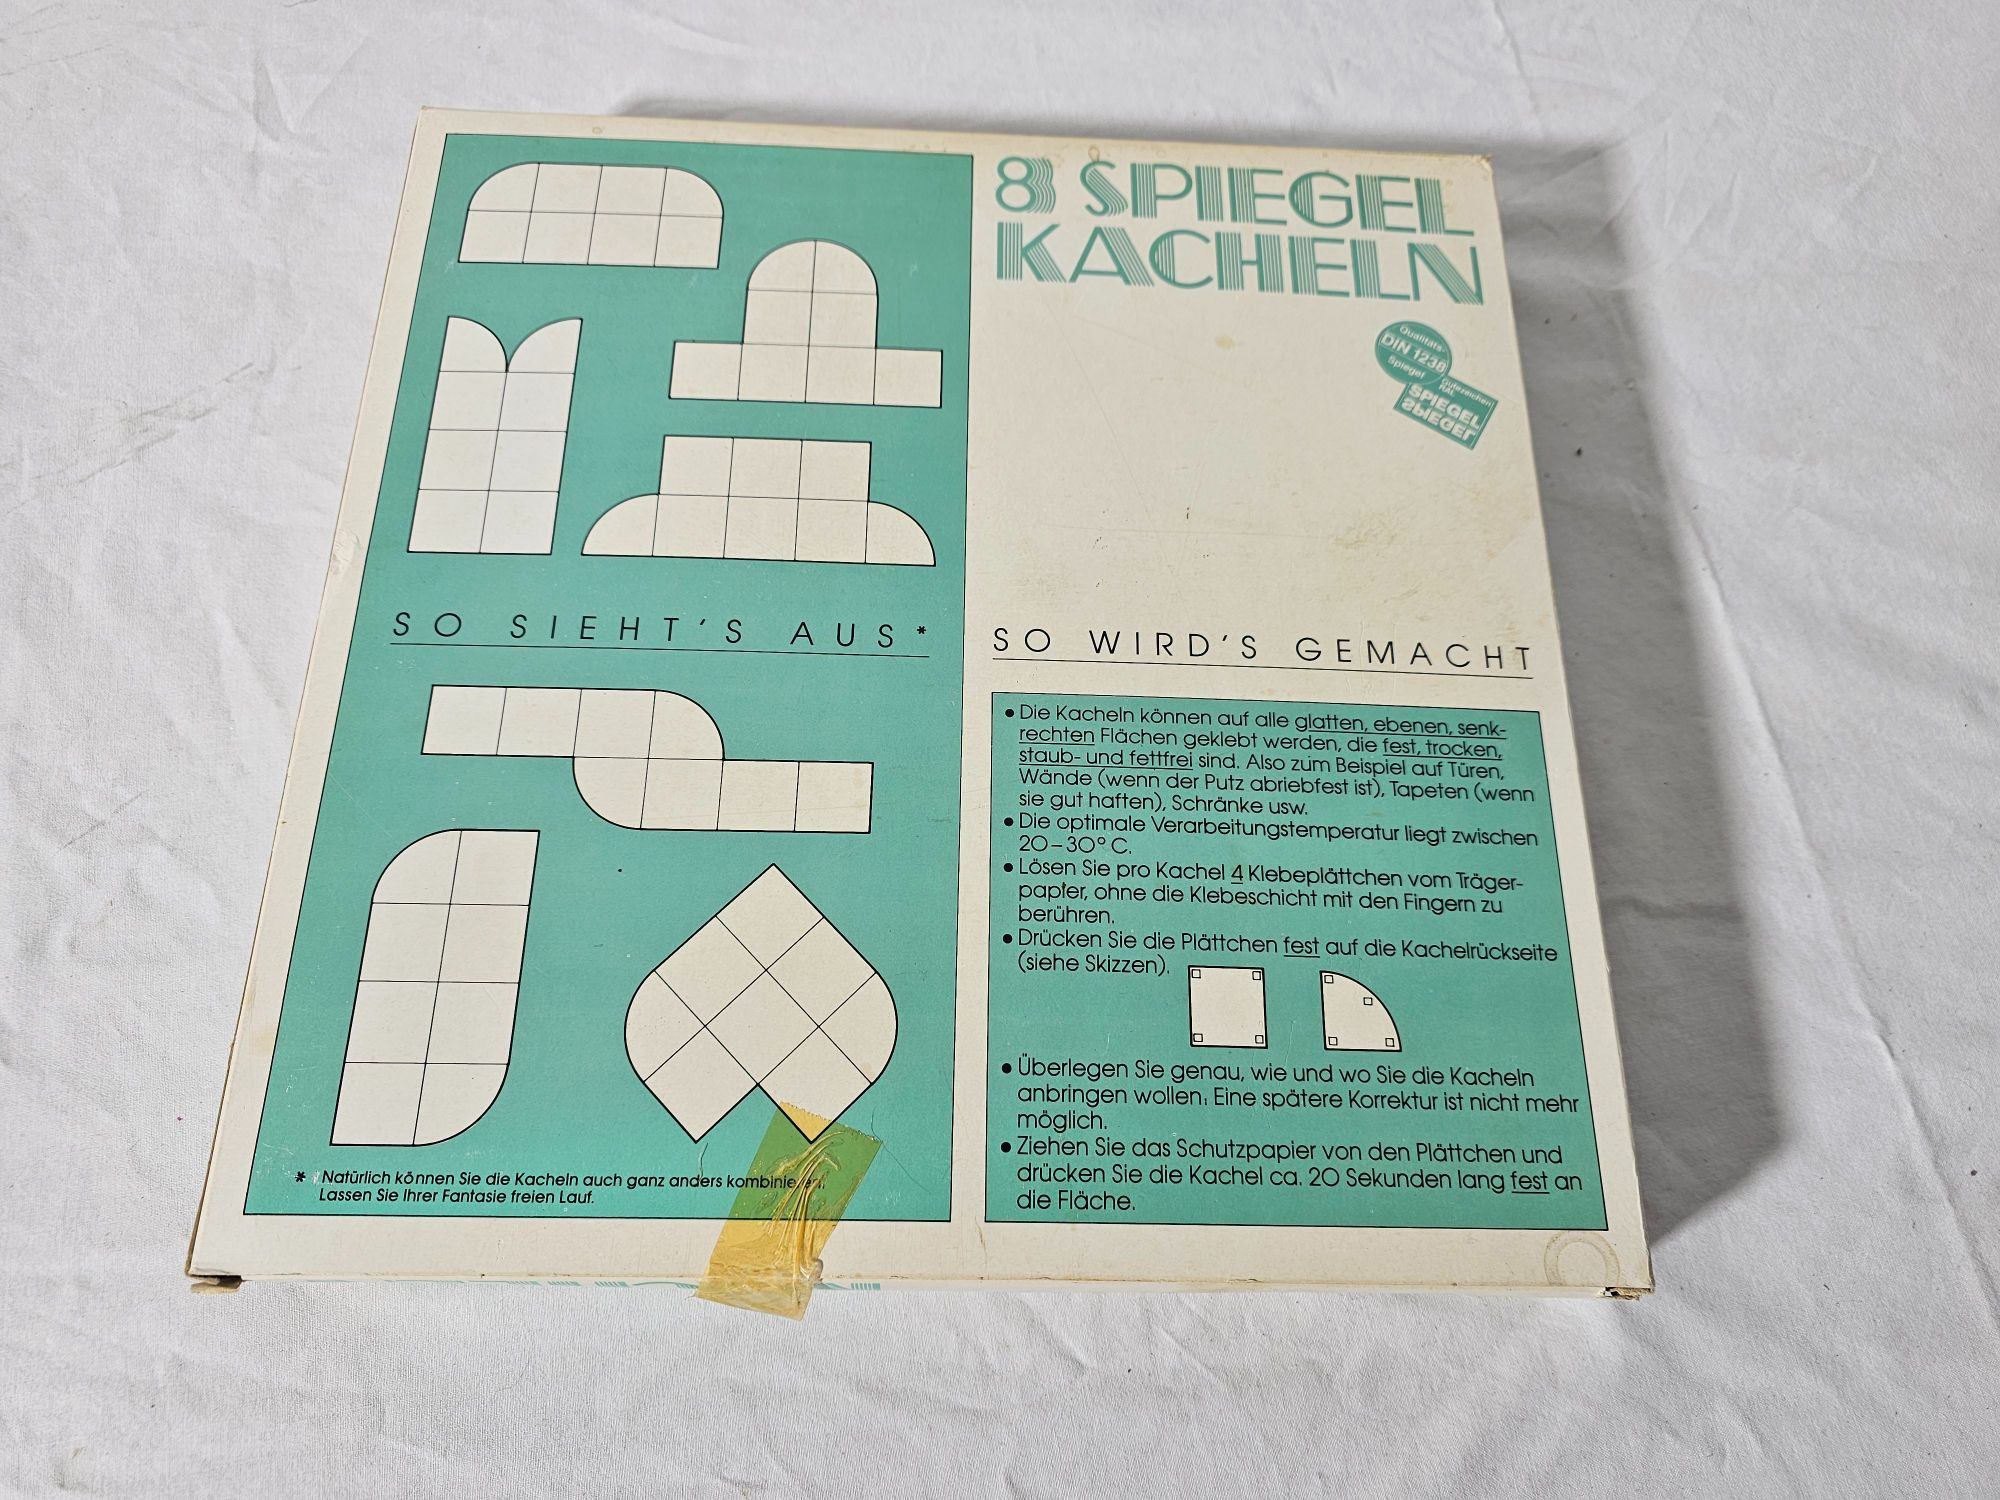 8 SPIEGEL
KACHELN
Qualitäts-
DIN 1238
Spiegel
Gütezeichen
RAL
SPIEGEL
SPIEGEL
SO SIEHT'S AUS*
* Natürlich können Sie die Kacheln auch ganz anders kombinieren.
Lassen Sie Ihrer Fantasie freien Lauf.
SO WIRD'S GEMACHT
• Die Kacheln können auf alle glatten, ebenen, senk-
rechten Flächen geklebt werden, die fest, trocken,
staub- und fettfrei sind. Also zum Beispiel auf Türen,
Wände (wenn der Putz abriebfest ist), Tapeten (wenn
sie gut haften), Schränke usw.
• Die optimale Verarbeitungstemperatur liegt zwischen
20–30° C.
• Lösen Sie pro Kachel 4 Klebeplättchen vom Träger-
papier, ohne die Klebeschicht mit den Fingern zu
berühren.
• Drücken Sie die Plättchen fest auf die Kachelrückseite
(siehe Skizzen).
• Überlegen Sie genau, wie und wo Sie die Kacheln
anbringen wollen. Eine spätere Korrektur ist nicht mehr
möglich.
• Ziehen Sie das Schutzpapier von den Plättchen und
drücken Sie die Kachel ca. 20 Sekunden lang fest an
die Fläche.